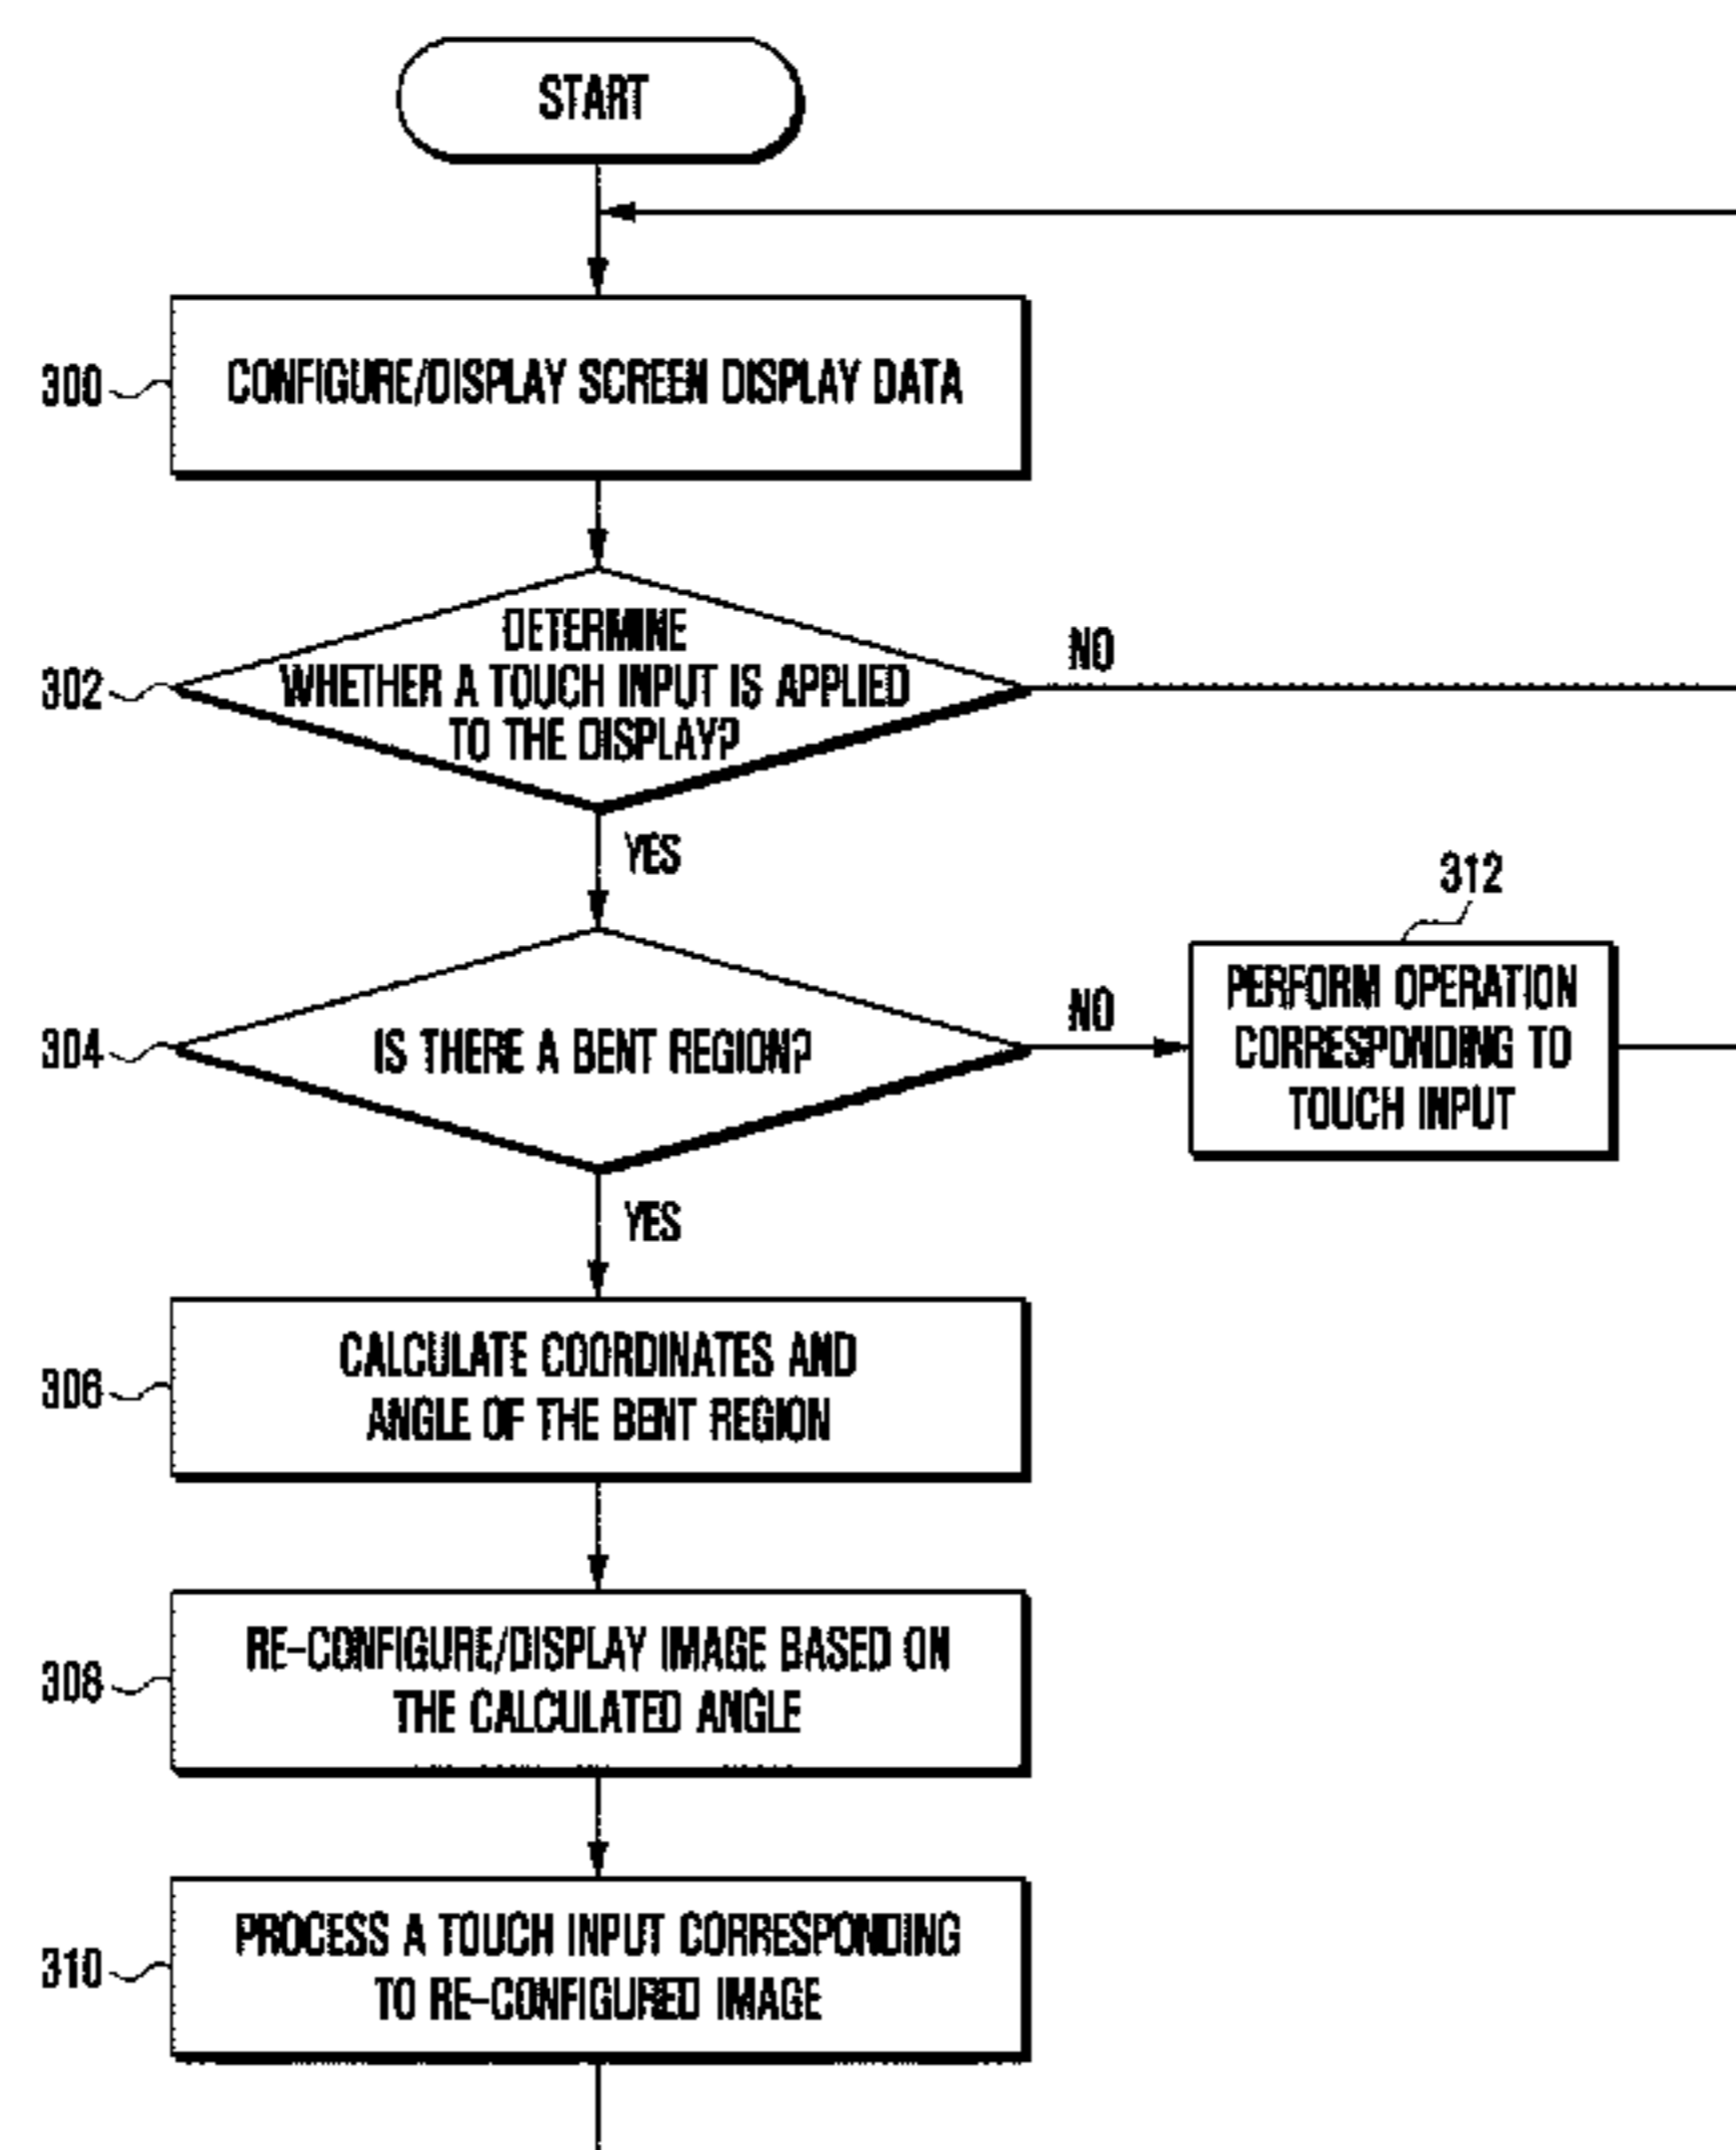 START
300
CONFIGURE/DISPLAY SCREEN DISPLAY DATA
302
DETERMINE
WHETHER A TOUCH INPUT IS APPLIED
TO THE DISPLAY?
NO
YES
304
IS THERE A BENT REGION?
NO
312
PERFORM OPERATION
CORRESPONDING TO
TOUCH INPUT
YES
306
CALCULATE COORDINATES AND
ANGLE OF THE BENT REGION
308
RE-CONFIGURE/DISPLAY IMAGE BASED ON
THE CALCULATED ANGLE
310
PROCESS A TOUCH INPUT CORRESPONDING
TO RE-CONFIGURED IMAGE